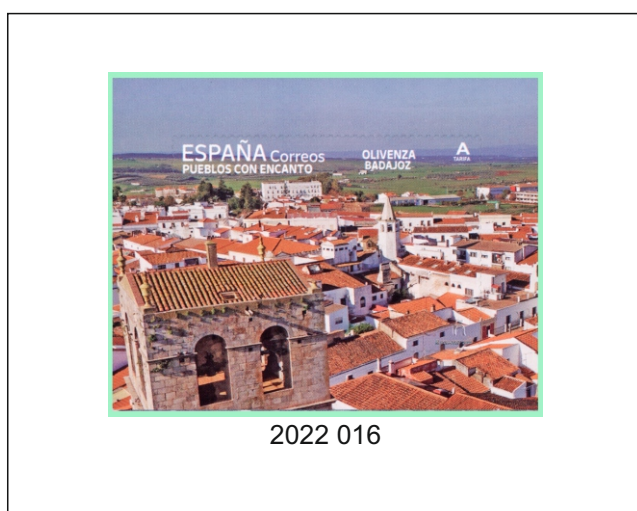 ESPAÑA Correos
PUEBLOS CON ENCANTO
OLIVENZA
BADAJOZ
A
TARIFA
2022 016